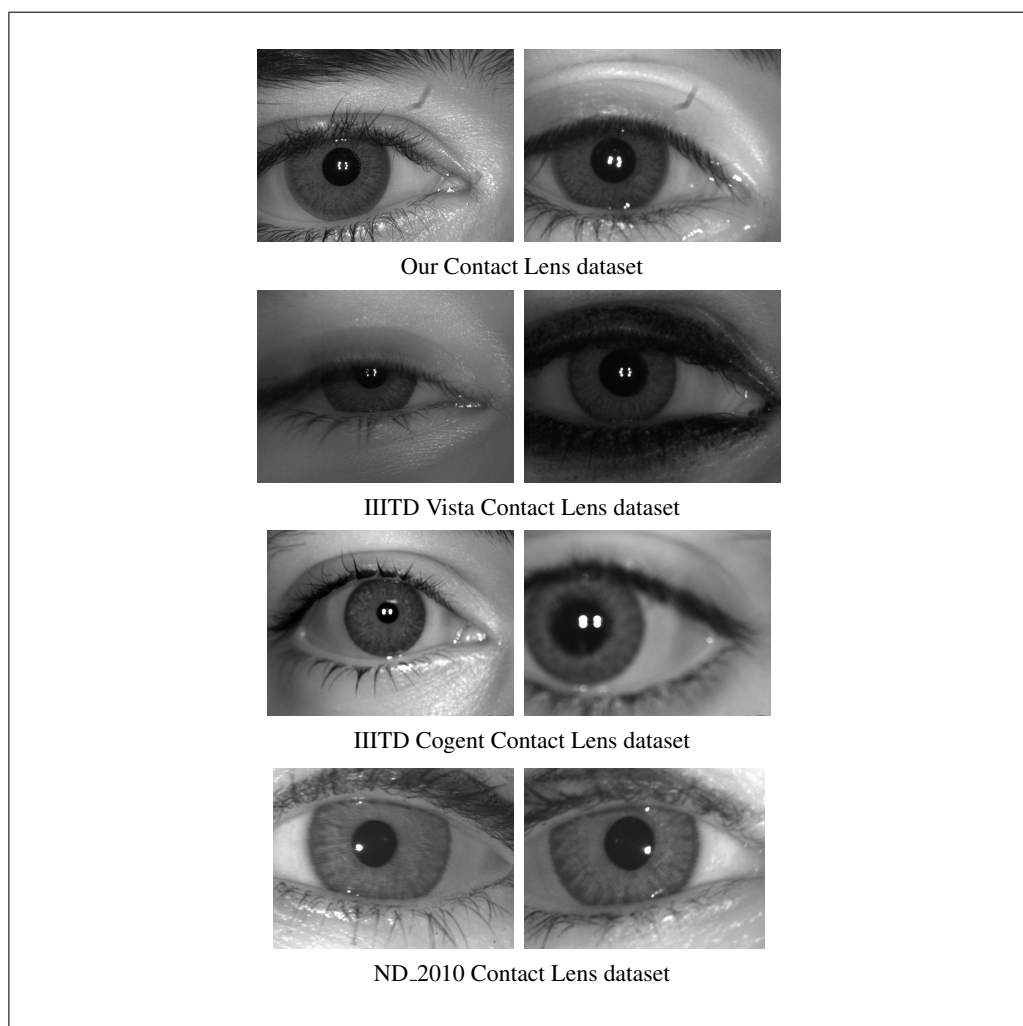 Our Contact Lens dataset
IIITD Vista Contact Lens dataset
IIITD Cogent Contact Lens dataset
ND_2010 Contact Lens dataset